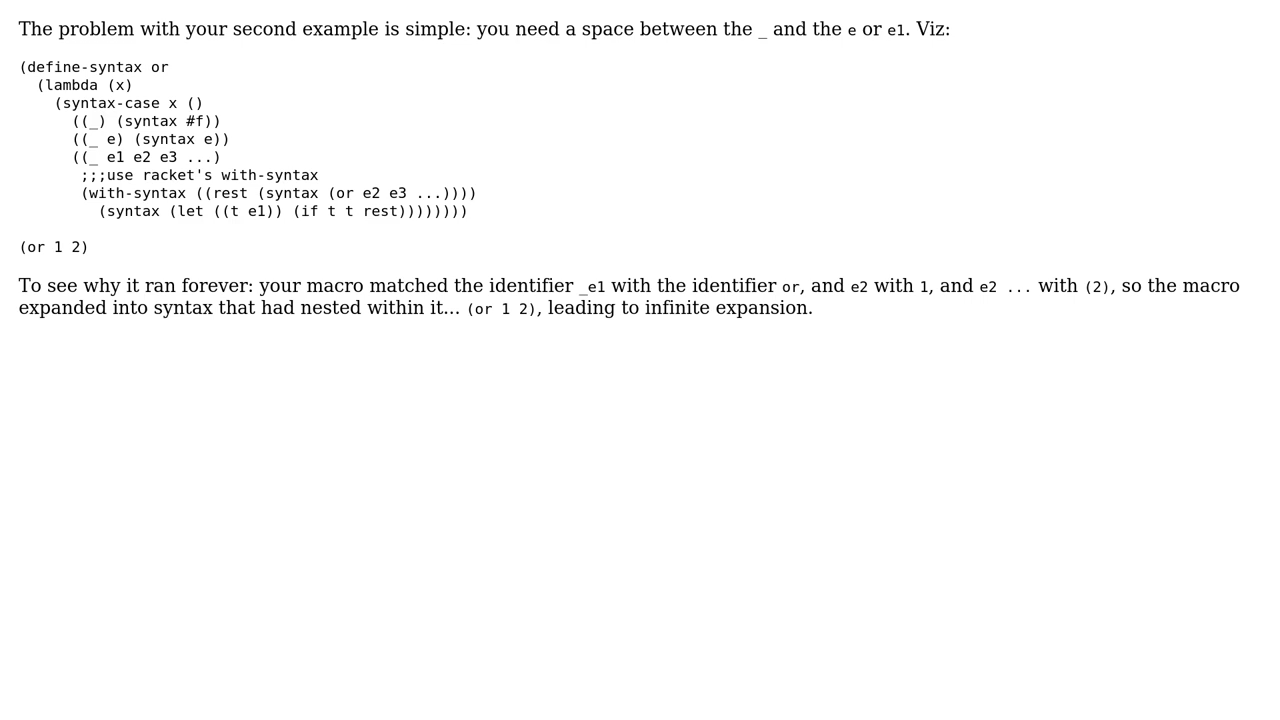 The problem with your second example is simple: you need a space between the _ and the e or e1. Viz:
(define-syntax or
  (lambda (x)
    (syntax-case x ()
      ((_) (syntax #f))
      ((_ e) (syntax e))
      ((_ e1 e2 e3 ...)
       ;;;use racket's with-syntax
       (with-syntax ((rest (syntax (or e2 e3 ...))))
         (syntax (let ((t e1)) (if t t rest))))))))
(or 1 2)
To see why it ran forever: your macro matched the identifier _e1 with the identifier or, and e2 with 1, and e2 ... with (2), so the macro
expanded into syntax that had nested within it... (or 1 2), leading to infinite expansion.